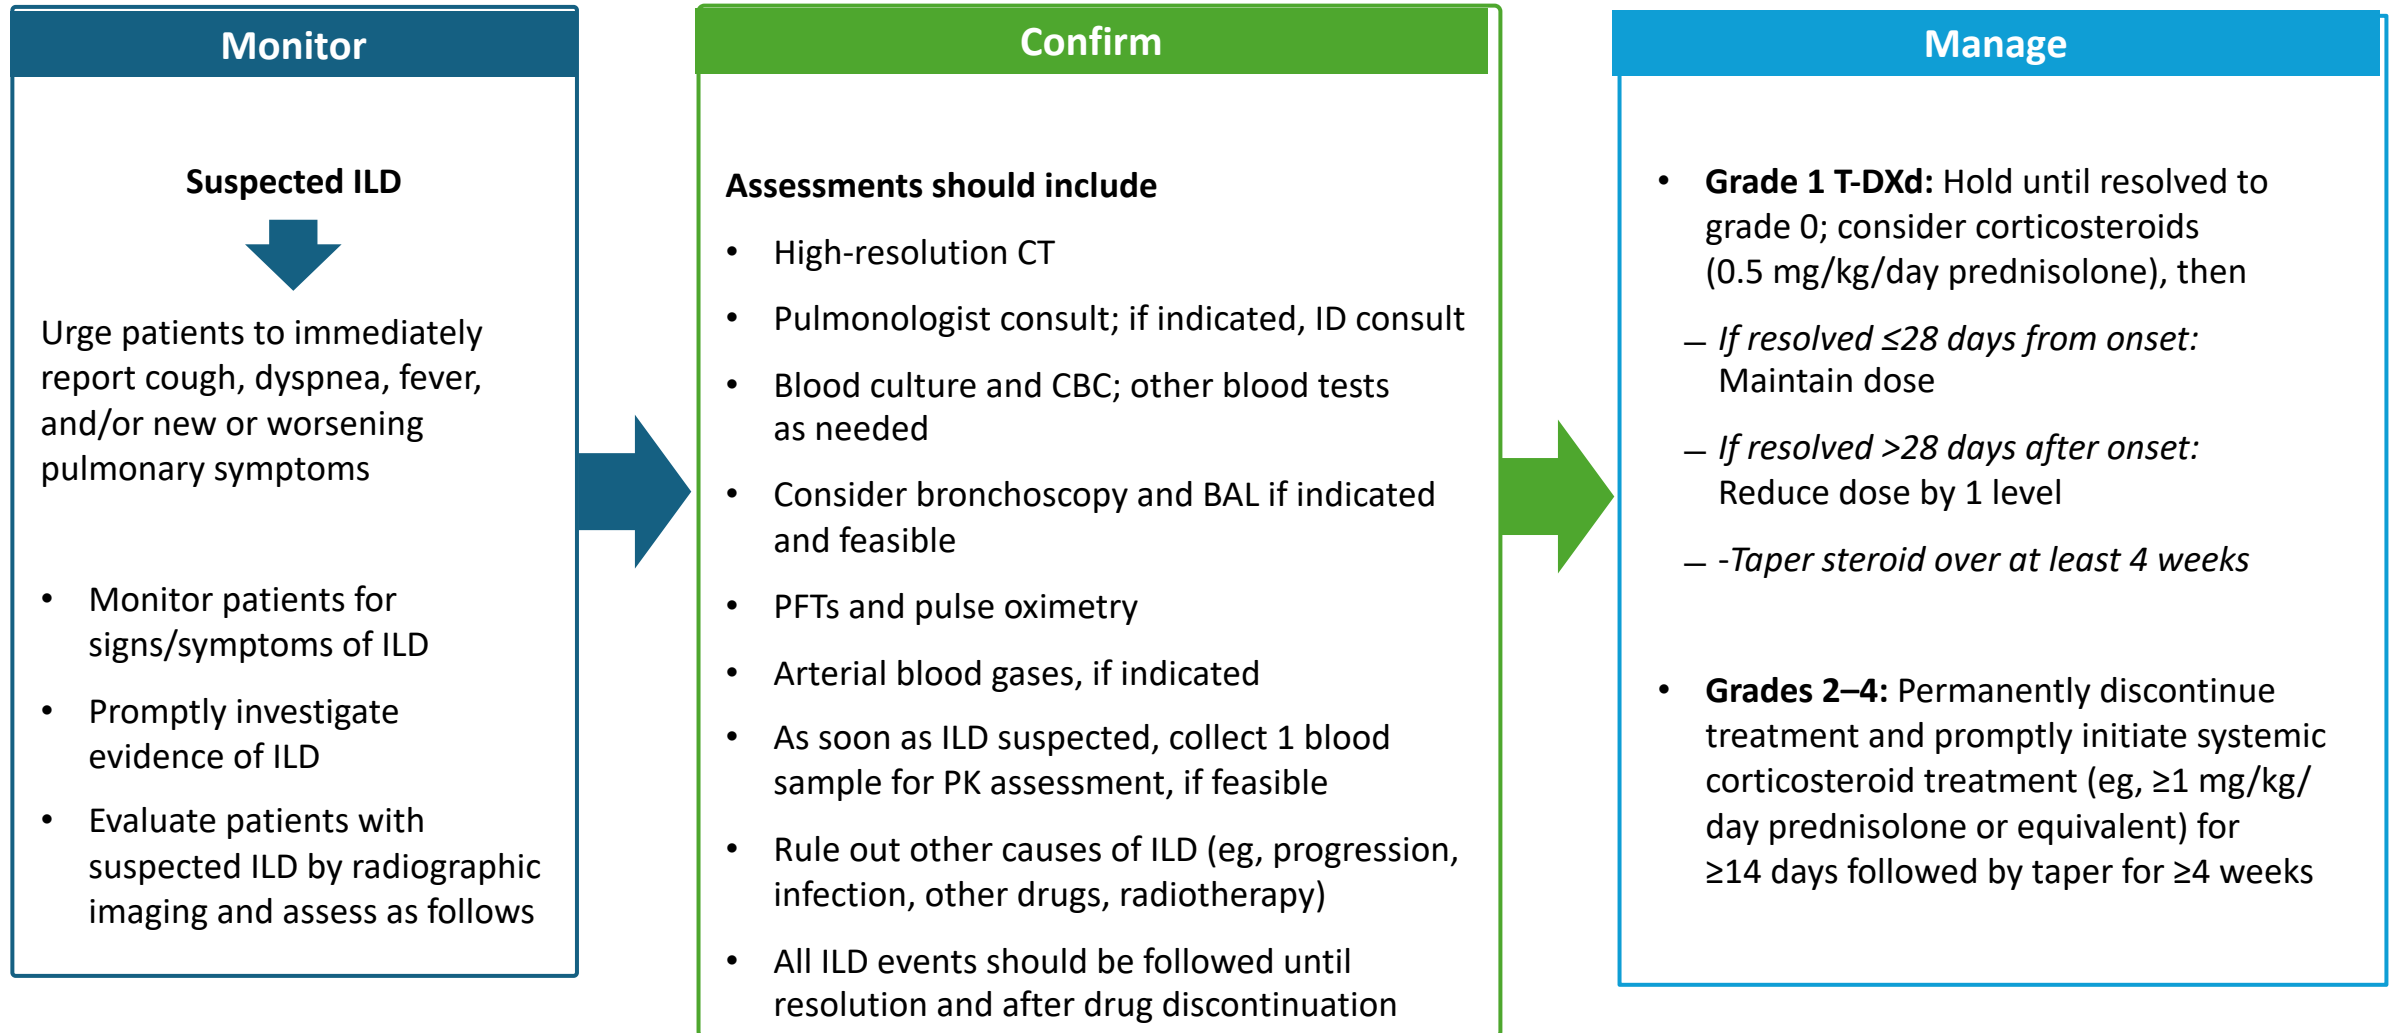 Monitor
Suspected ILD
Urge patients to immediately
report cough, dyspnea, fever,
and/or new or worsening
pulmonary symptoms
• Monitor patients for
signs/symptoms of ILD
• Promptly investigate
evidence of ILD
• Evaluate patients with
suspected ILD by radiographic
imaging and assess as follows
Confirm
Assessments should include
• High-resolution CT
• Pulmonologist consult; if indicated, ID consult
• Blood culture and CBC; other blood tests
as needed
• Consider bronchoscopy and BAL if indicated
and feasible
• PFTs and pulse oximetry
• Arterial blood gases, if indicated
• As soon as ILD suspected, collect 1 blood
sample for PK assessment, if feasible
• Rule out other causes of ILD (eg, progression,
infection, other drugs, radiotherapy)
• All ILD events should be followed until
resolution and after drug discontinuation
Manage
• Grade 1 T-DXd: Hold until resolved to
grade 0; consider corticosteroids
(0.5 mg/kg/day prednisolone), then
– If resolved ≤28 days from onset:
Maintain dose
– If resolved >28 days after onset:
Reduce dose by 1 level
– -Taper steroid over at least 4 weeks
• Grades 2–4: Permanently discontinue
treatment and promptly initiate systemic
corticosteroid treatment (eg, ≥1 mg/kg/
day prednisolone or equivalent) for
≥14 days followed by taper for ≥4 weeks